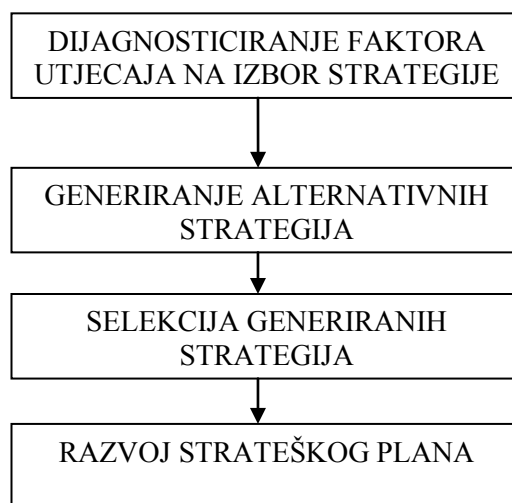 DIJAGNOSTICIRANJE FAKTORA
UTJECAJA NA IZBOR STRATEGIJE
GENERIRANJE ALTERNATIVNIH
STRATEGIJA
SELEKCIJA GENERIRANIH
STRATEGIJA
RAZVOJ STRATEŠKOG PLANA